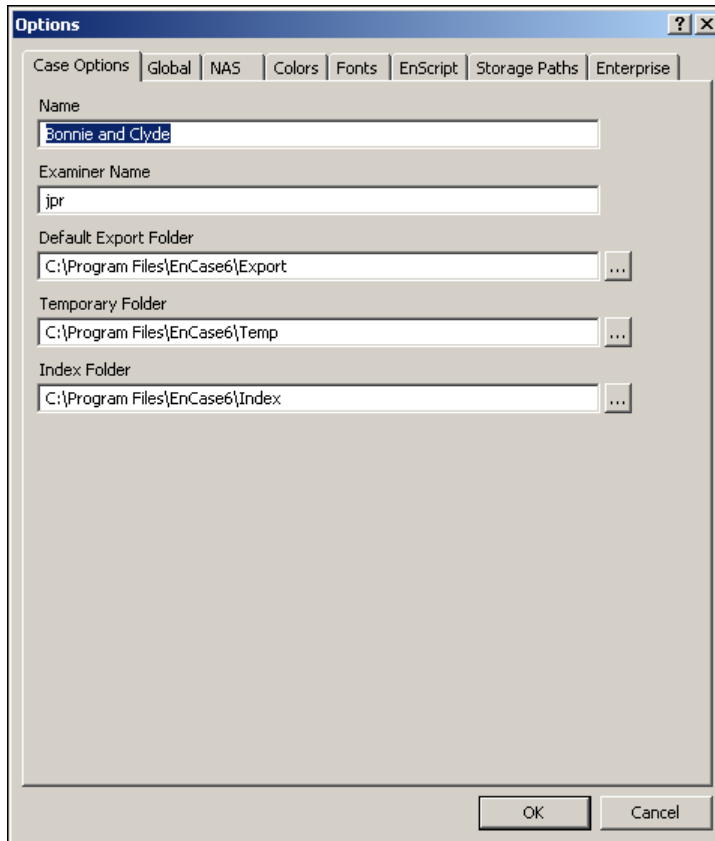 Options
Case Options Global NAS Colors Fonts EnScript Storage Paths Enterprise
Name
Bonnie and Clyde
Examiner Name
jpr
Default Export Folder
C:\Program Files\EnCase6\Export
...
Temporary Folder
C:\Program Files\EnCase6\Temp
...
Index Folder
C:\Program Files\EnCase6\Index
...
OK Cancel